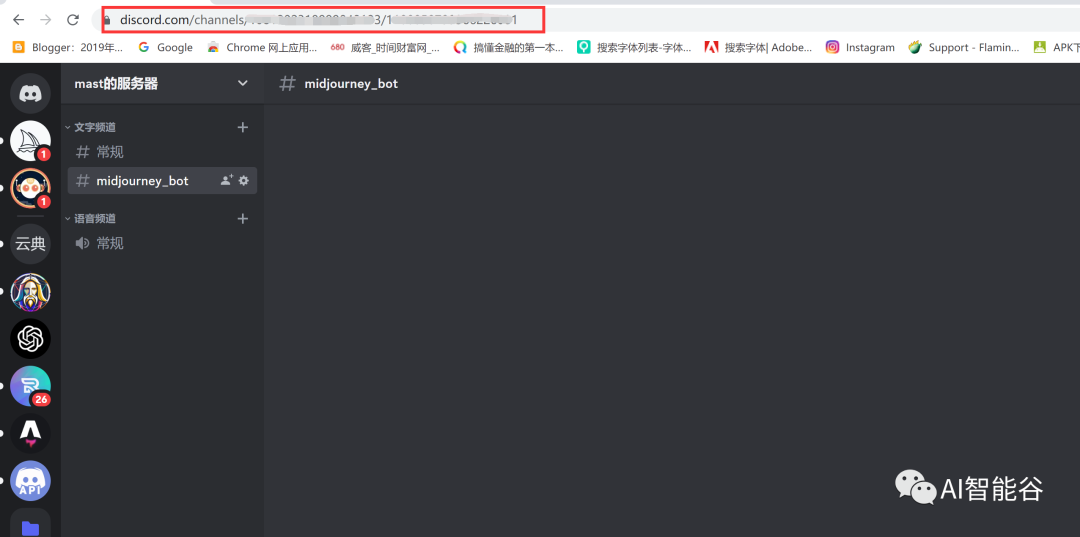 discord.com/channels/
Blogger: 2019年...
Google
Chrome 网上应用...
680 威客_时间财富网_...
搞懂金融的第一本...
搜索字体列表-字体...
搜索字体| Adobe...
Instagram
Support - Flamin...
APK下
mast的服务器
# midjourney_bot
文字频道
# 常规
# midjourney_bot
语音频道
常规
1
1
云典
26
API
AI智能谷